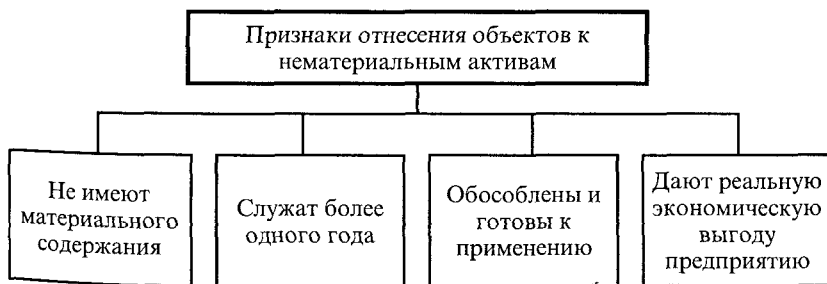 Признаки отнесения объектов к
нематериальным активам
Не имеют
материального
содержания
Служат более
одного года
Обособлены и
готовы к
применению
Дают реальную
экономическую
выгоду
предприятию